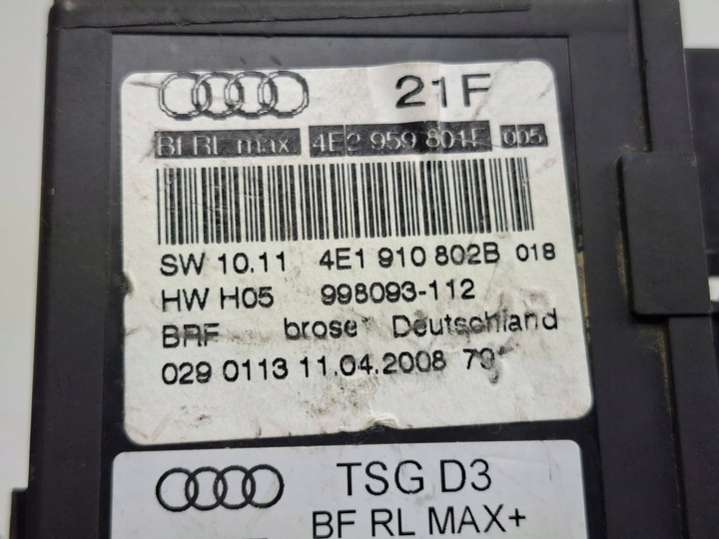 21F
BF RL max 4E2 959 801F 005
SW 10.11 4E1 910 802B 018
HW H05 998093-112
BRF brose Deutschland
029 0113 11.04.2008
TSG D3
BF RL MAX+